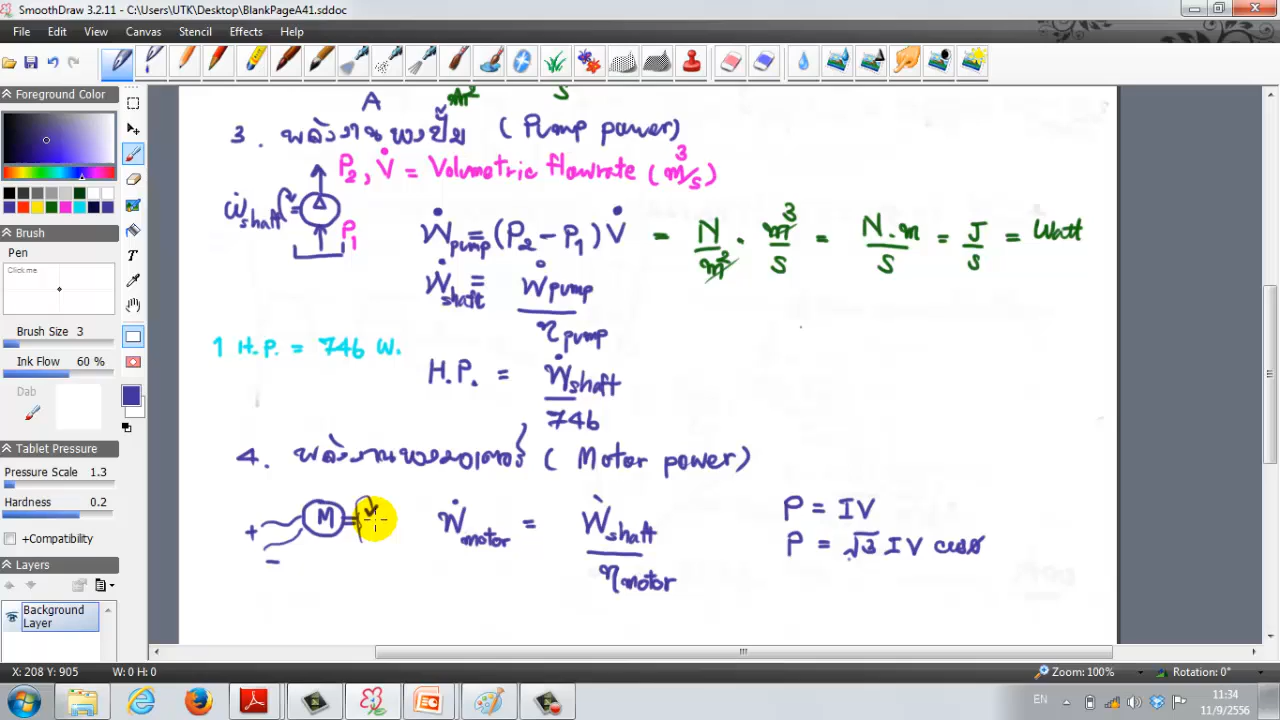 SmoothDraw 3.2.11 - C:\Users\UTK\Desktop\BlankPageA41.sddoc
File Edit View Canvas Stencil Effects Help
Foreground Color
Brush
Pen
Click me
Brush Size 3
Ink Flow 60 %
Dab
Tablet Pressure
Pressure Scale 1.3
Hardness 0.2
+Compatibility
Layers
Background Layer
A m² s
3. พลังงานของปั๊ม (Pump power)
P₂, V̇ = Volumetric flowrate (m³/s)
Ẇshaft = P₁
Ẇpump = (P₂ - P₁) V̇ = N/m² · m³/s = N.m/s = J/s = Watt
Ẇshaft = Ẇpump / ηpump
1 H.P. = 746 W.
H.P. = Ẇshaft / 746
4. พลังงานของมอเตอร์ (Motor power)
+ - M
Ẇmotor = Ẇshaft / ηmotor
P = IV
P = √3 IV cosθ
X: 208 Y: 905 W: 0 H: 0 Zoom: 100% Rotation: 0°
EN 11:34
11/9/2556